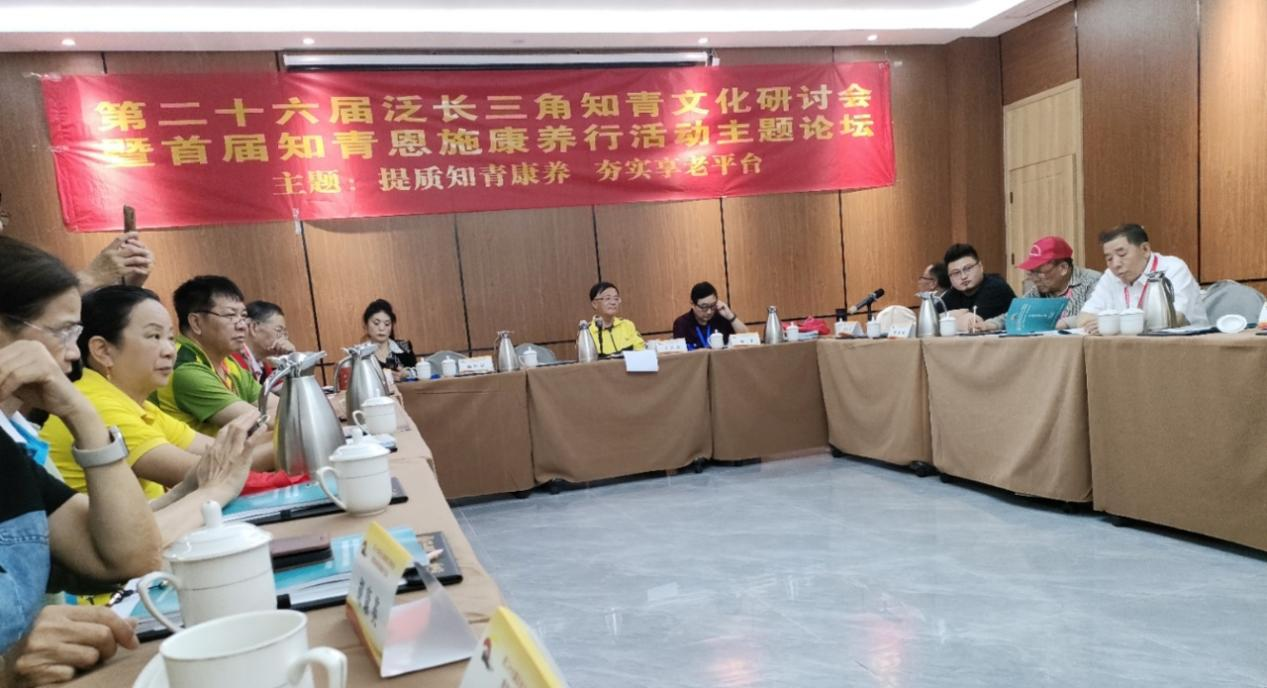 第二十六届泛长三角知青文化研讨会
暨首届知青恩施康养行活动主题论坛
主题：提质知青康养 夯实享老平台